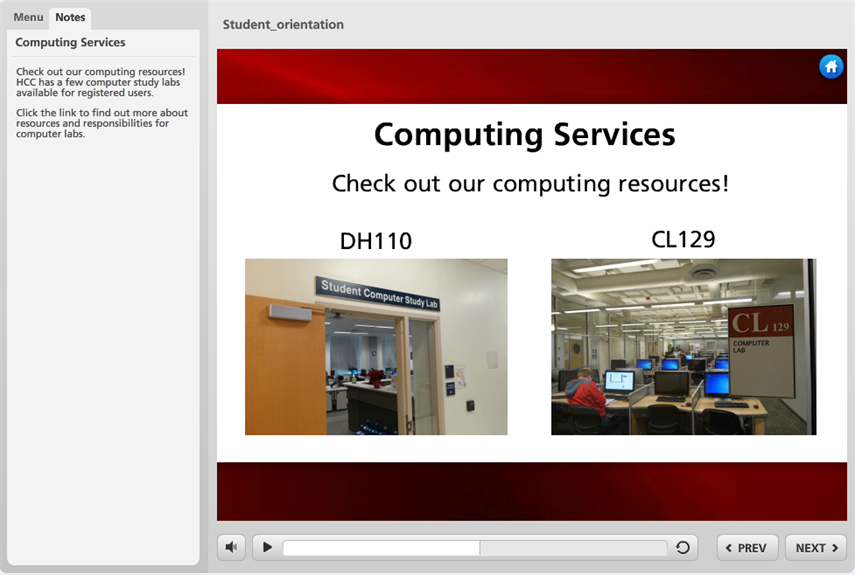 Menu
Notes
Computing Services
Check out our computing resources!
HCC has a few computer study labs
available for registered users.
Click the link to find out more about
resources and responsibilities for
computer labs.
Student_orientation
Computing Services
Check out our computing resources!
DH110
CL129
Student Computer Study Lab
CL 129
COMPUTER
LAB
PREV
NEXT